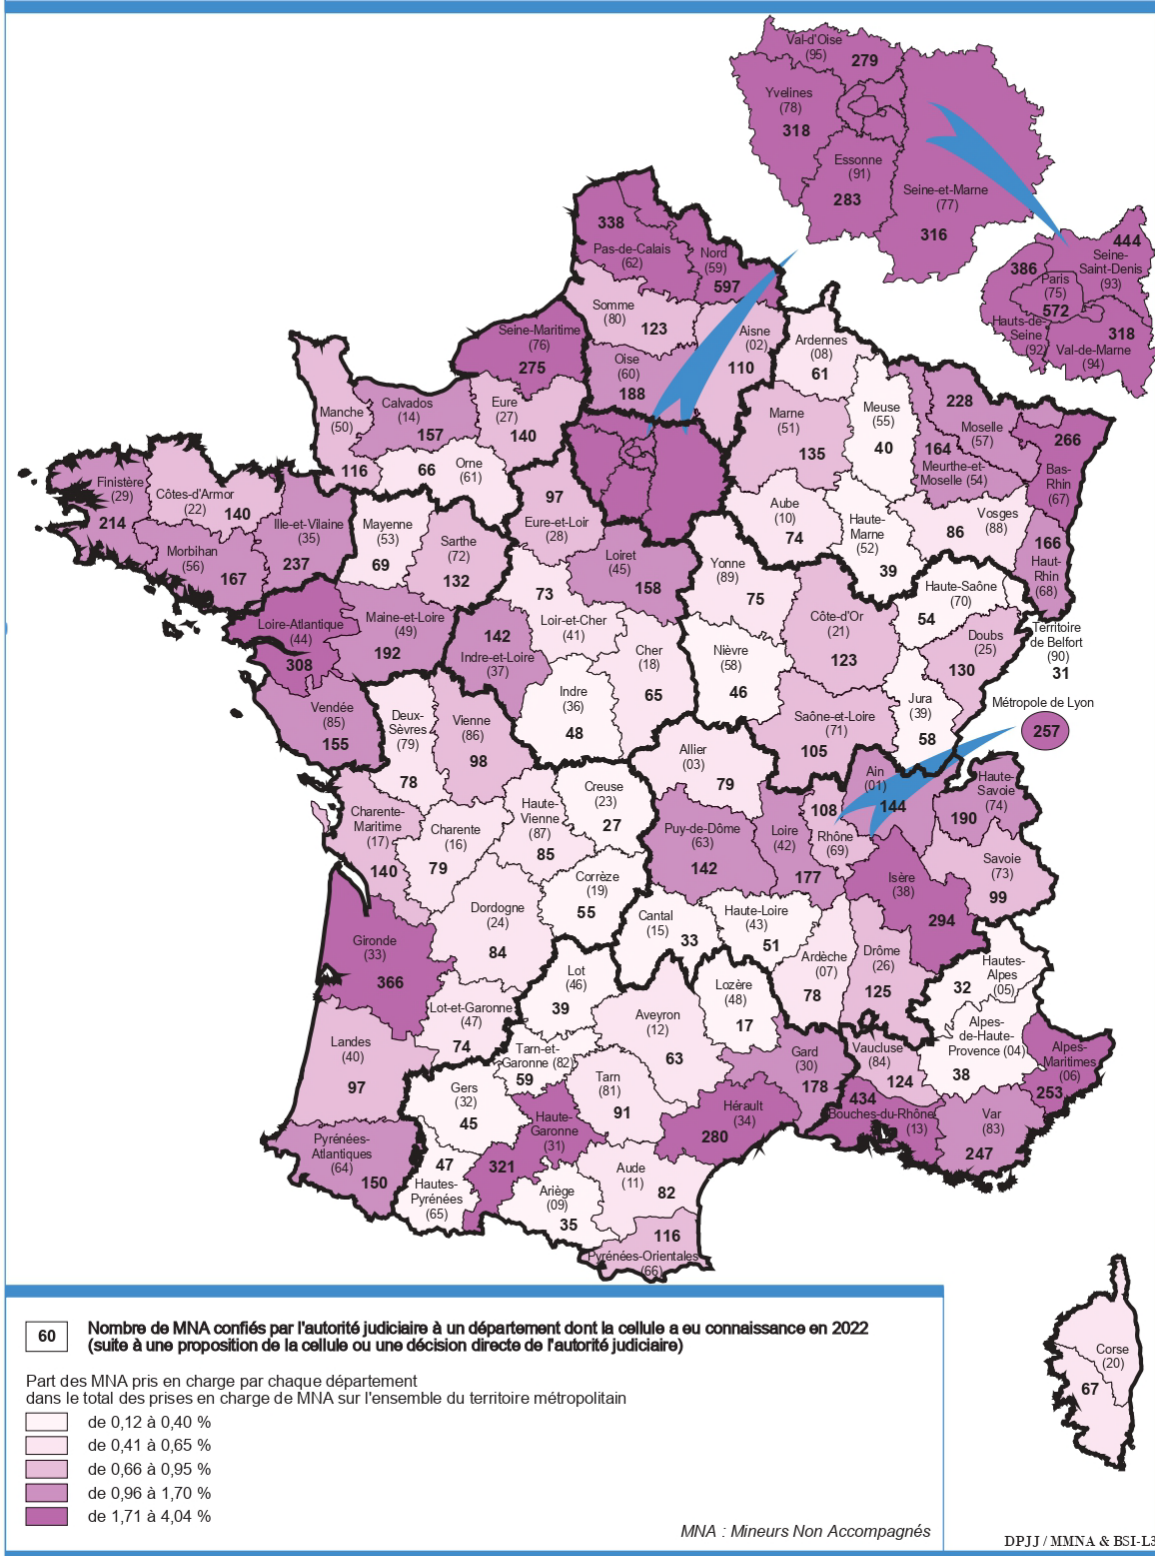 Val-d'Oise
(95)
279
Yvelines
(78)
318
Essonne
(91)
283
Seine-et-Marne
(77)
316
444
Seine-
Saint-Denis
(93)
386
Paris
(75)
572
Hauts-de-
Seine
(92)
318
Val-de-Marne
(94)
338
Pas-de-Calais
(62)
Nord
(59)
597
Somme
(80)
123
Aisne
(02)
110
Seine-Maritime
(76)
275
Oise
(60)
188
Ardennes
(08)
61
Manche
(50)
116
Calvados
(14)
157
Eure
(27)
140
66
Orne
(61)
Marne
(51)
135
Meuse
(55)
40
228
Moselle
(57)
164
Meurthe-et-
Moselle (54)
266
Bas-
Rhin
(67)
Finistère
(29)
214
Côtes-d'Armor
(22)
140
Ille-et-Vilaine
(35)
237
Morbihan
(56)
167
Mayenne
(53)
69
Sarthe
(72)
132
97
Eure-et-Loir
(28)
Loiret
(45)
158
Yonne
(89)
75
Aube
(10)
74
Haute-
Marne
(52)
39
86
Vosges
(88)
166
Haut-
Rhin
(68)
Loire-Atlantique
(44)
308
Maine-et-Loire
(49)
192
142
Indre-et-Loire
(37)
73
Loir-et-Cher
(41)
Cher
(18)
65
Nièvre
(58)
46
Côte-d'Or
(21)
123
Haute-Saône
(70)
54
Doubs
(25)
130
Territoire
de Belfort
(90)
31
Vendée
(85)
155
Deux-
Sèvres
(79)
78
Vienne
(86)
98
Indre
(36)
48
Saône-et-Loire
(71)
105
Jura
(39)
58
Métropole de Lyon
257
Allier
(03)
79
Ain
(01)
144
Haute-
Savoie
(74)
190
Charente-
Maritime
(17)
140
Charente
(16)
79
Haute-
Vienne
(87)
85
Creuse
(23)
27
Puy-de-Dôme
(63)
142
Loire
(42)
177
108
Rhône
(69)
Isère
(38)
294
Savoie
(73)
99
Corrèze
(19)
55
Dordogne
(24)
84
Gironde
(33)
366
Cantal
(15)
33
Haute-Loire
(43)
51
Ardèche
(07)
78
Drôme
(26)
125
Hautes-
Alpes
(05)
32
Lot
(46)
39
Lozère
(48)
17
Aveyron
(12)
63
Lot-et-Garonne
(47)
74
Landes
(40)
97
Tarn-et-
Garonne (82)
59
Tarn
(81)
91
Gard
(30)
178
Vaucluse
(84)
124
Alpes-
de-Haute-
Provence (04)
38
Alpes-
Maritimes
(06)
253
Gers
(32)
45
Haute-
Garonne
(31)
321
Hérault
(34)
280
434
Bouches-du-Rhône
(13)
Var
(83)
247
Pyrénées-
Atlantiques
(64)
150
47
Hautes-
Pyrénées
(65)
Ariège
(09)
35
Aude
(11)
82
116
Pyrénées-Orientales
(66)
Corse
(20)
67
60
Nombre de MNA confiés par l'autorité judiciaire à un département dont la cellule a eu connaissance en 2022
(suite à une proposition de la cellule ou une décision directe de l'autorité judiciaire)
Part des MNA pris en charge par chaque département
dans le total des prises en charge de MNA sur l'ensemble du territoire métropolitain
de 0,12 à 0,40 %
de 0,41 à 0,65 %
de 0,66 à 0,95 %
de 0,96 à 1,70 %
de 1,71 à 4,04 %
MNA : Mineurs Non Accompagnés
DPJJ / MMNA & BSI-L3